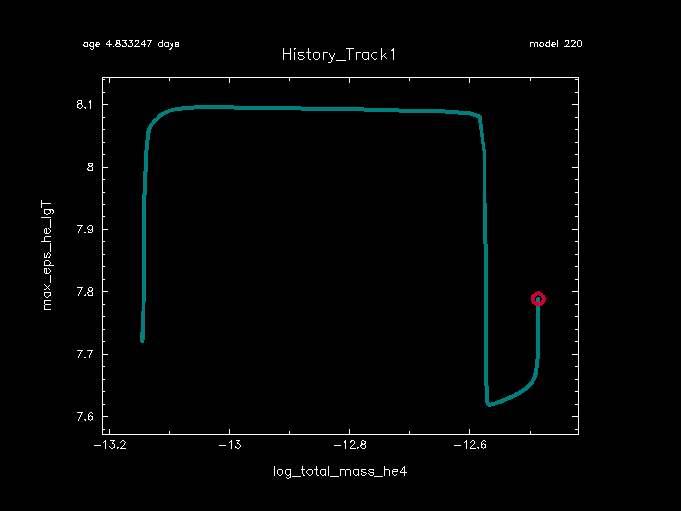 age 4.833247 days
model 220
History_Track1
8.1
8
7.9
7.8
7.7
7.6
max_eps_he_lgT
-13.2
-13
-12.8
-12.6
log_total_mass_he4